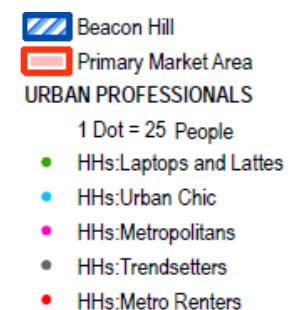 Beacon Hill
Primary Market Area
URBAN PROFESSIONALS
1 Dot = 25 People
HHs:Laptops and Lattes
HHs:Urban Chic
HHs:Metropolitans
HHs:Trendsetters
HHs:Metro Renters